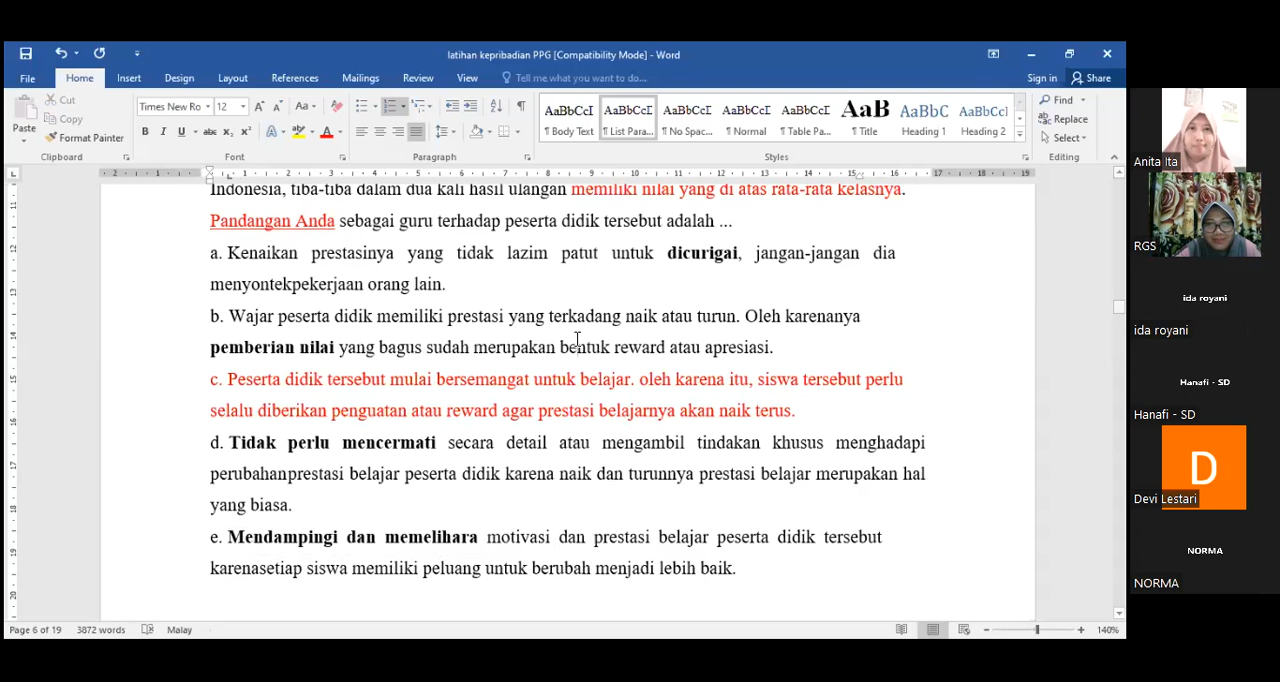 latihan kepribadian PPG [Compatibility Mode] - Word
File Home Insert Design Layout References Mailings Review View Tell me what you want to do... Sign in Share
Paste Cut Copy Format Painter
Times New Ro 12
AaBbCcI AaBbCcI AaBbCcI AaBbCcI AaBbCcI AaB AaBbC AaBbCcI
¶ Body Text ¶ List Para... ¶ No Spac... ¶ Normal ¶ Table Pa... ¶ Title Heading 1 Heading 2
Find Replace Select
Clipboard Font Paragraph Styles Editing
Indonesia, tiba-tiba dalam dua kali hasil ulangan memiliki nilai yang di atas rata-rata kelasnya.
Pandangan Anda sebagai guru terhadap peserta didik tersebut adalah ...
a. Kenaikan prestasinya yang tidak lazim patut untuk dicurigai, jangan-jangan dia
menyontekpekerjaan orang lain.
b. Wajar peserta didik memiliki prestasi yang terkadang naik atau turun. Oleh karenanya
pemberian nilai yang bagus sudah merupakan bentuk reward atau apresiasi.
c. Peserta didik tersebut mulai bersemangat untuk belajar. oleh karena itu, siswa tersebut perlu
selalu diberikan penguatan atau reward agar prestasi belajarnya akan naik terus.
d. Tidak perlu mencermati secara detail atau mengambil tindakan khusus menghadapi
perubahanprestasi belajar peserta didik karena naik dan turunnya prestasi belajar merupakan hal
yang biasa.
e. Mendampingi dan memelihara motivasi dan prestasi belajar peserta didik tersebut
karenasetiap siswa memiliki peluang untuk berubah menjadi lebih baik.
Page 6 of 19 3872 words Malay 140%
Anita Ita
RGS
ida royani
ida royani
Hanafi - SD
Hanafi - SD
D
Devi Lestari
NORMA
NORMA